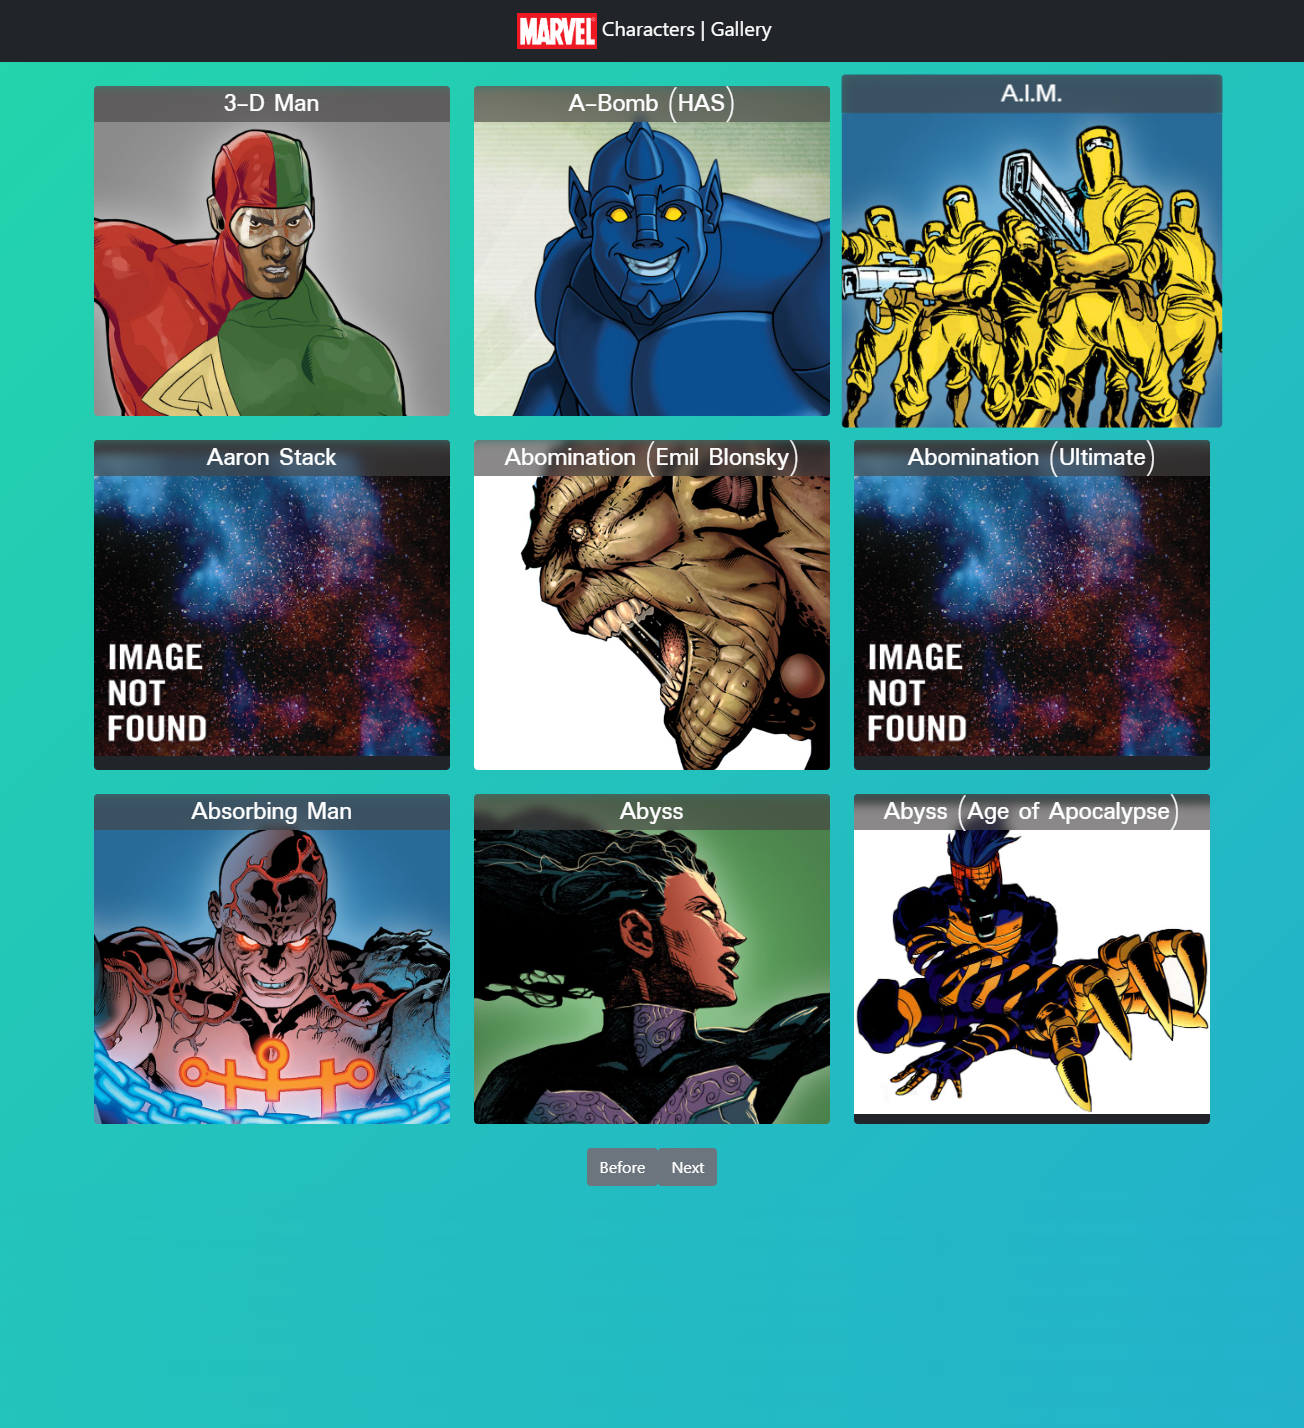 MARVEL Characters | Gallery
3-D Man
A-Bomb (HAS)
A.I.M.
Aaron Stack
Abomination (Emil Blonsky)
Abomination (Ultimate)
IMAGE
NOT
FOUND
IMAGE
NOT
FOUND
Absorbing Man
Abyss
Abyss (Age of Apocalypse)
Before
Next